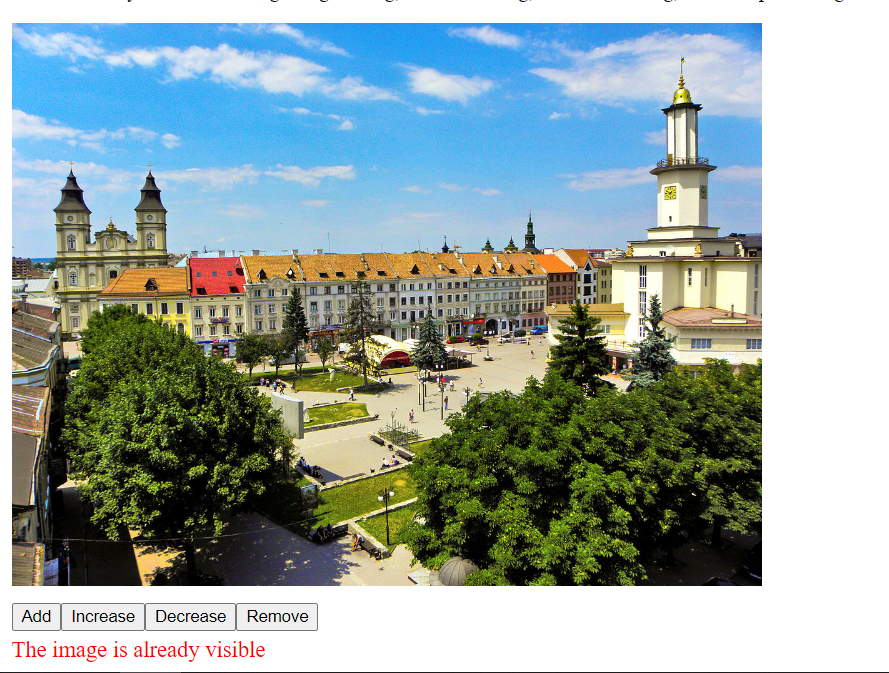 Add Increase Decrease Remove
The image is already visible